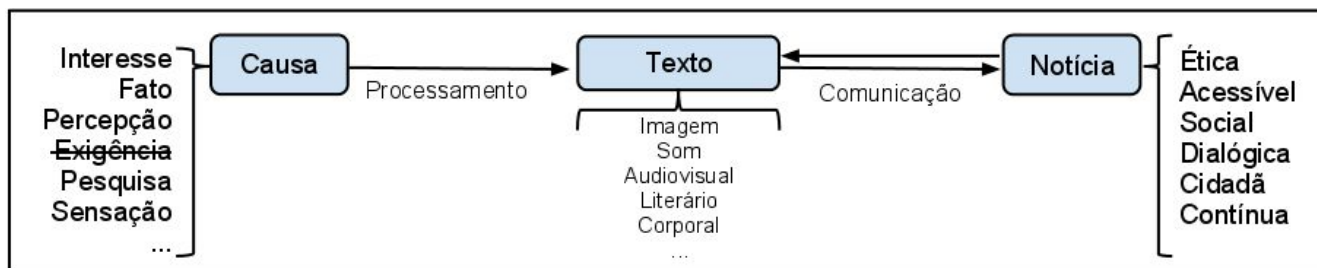 Interesse
Fato
Percepção
Exigência
Pesquisa
Sensação
...
Causa
Processamento
Texto
Imagem
Som
Audiovisual
Literário
Corporal
...
Comunicação
Notícia
Ética
Acessível
Social
Dialógica
Cidadã
Contínua